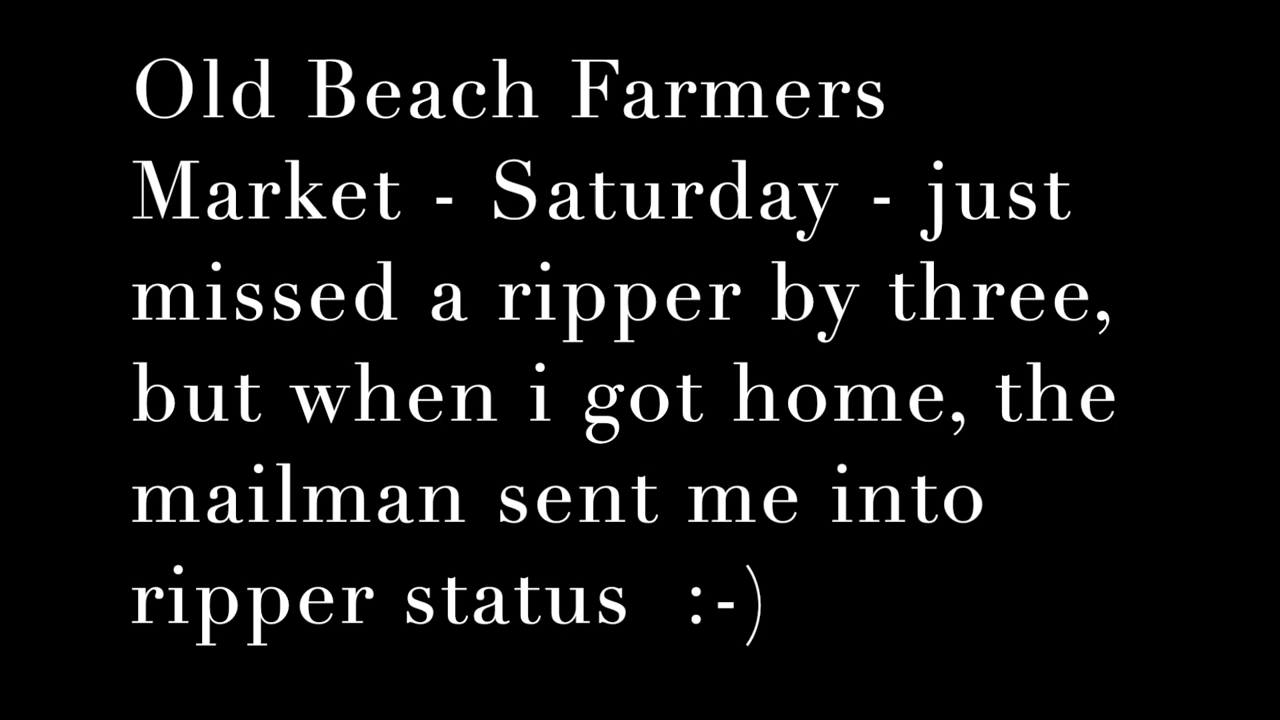 Old Beach Farmers
Market - Saturday - just
missed a ripper by three,
but when i got home, the
mailman sent me into
ripper status  :-)